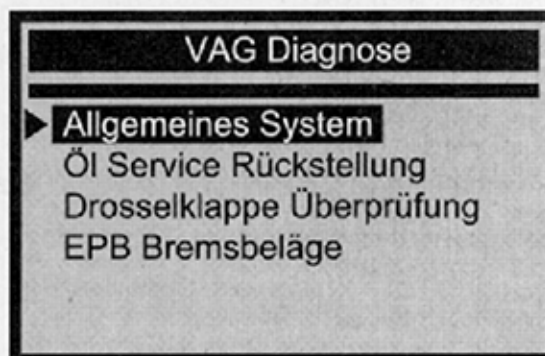 VAG Diagnose
Allgemeines System
Öl Service Rückstellung
Drosselklappe Überprüfung
EPB Bremsbeläge